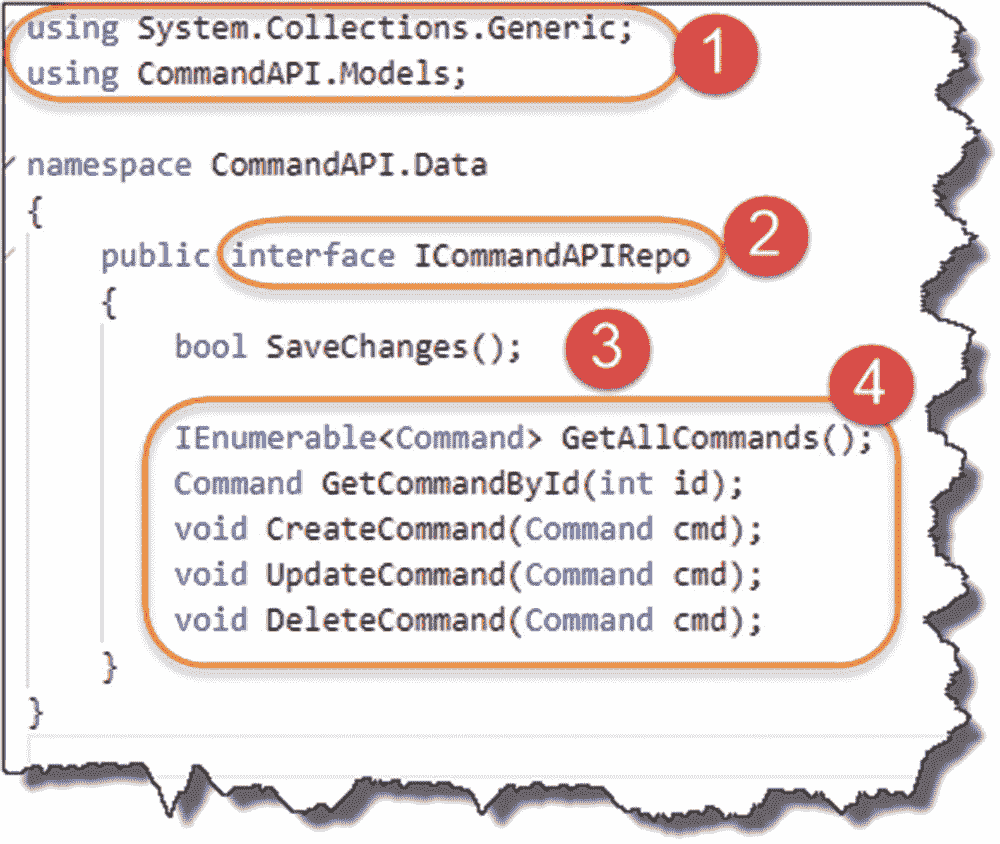 using System.Collections.Generic;
using CommandAPI.Models;
1
namespace CommandAPI.Data
{
public interface ICommandAPIRepo
2
{
bool SaveChanges();
3
4
IEnumerable<Command> GetAllCommands();
Command GetCommandById(int id);
void CreateCommand(Command cmd);
void UpdateCommand(Command cmd);
void DeleteCommand(Command cmd);
}
}